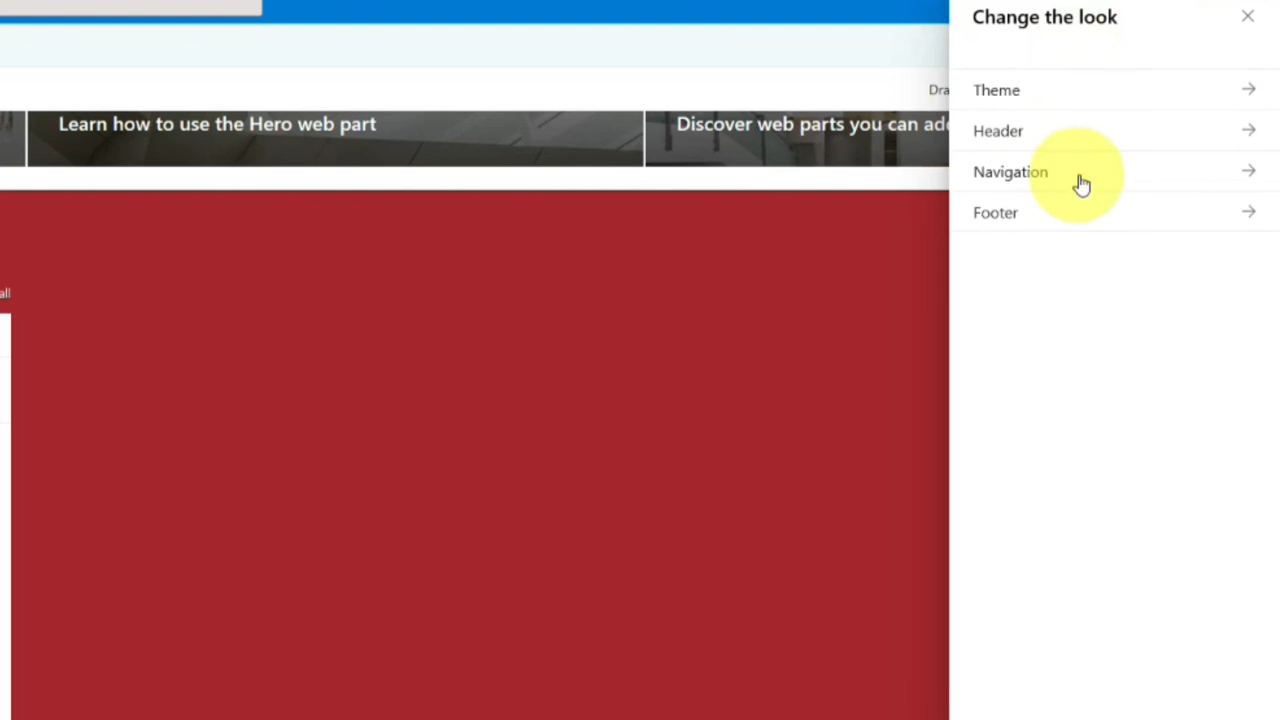 Change the look
Theme
Dra
Learn how to use the Hero web part
Discover web parts you can ad
Header
Navigation
Footer
all